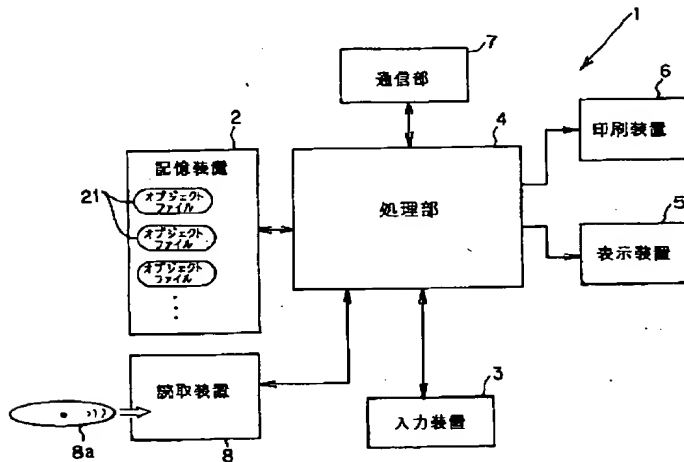 1
7
通信部
6
印刷装置
4
処理部
2
記憶装置
21
オブジェクト
ファイル
オブジェクト
ファイル
オブジェクト
ファイル
5
表示装置
読取装置
8
8a
3
入力装置